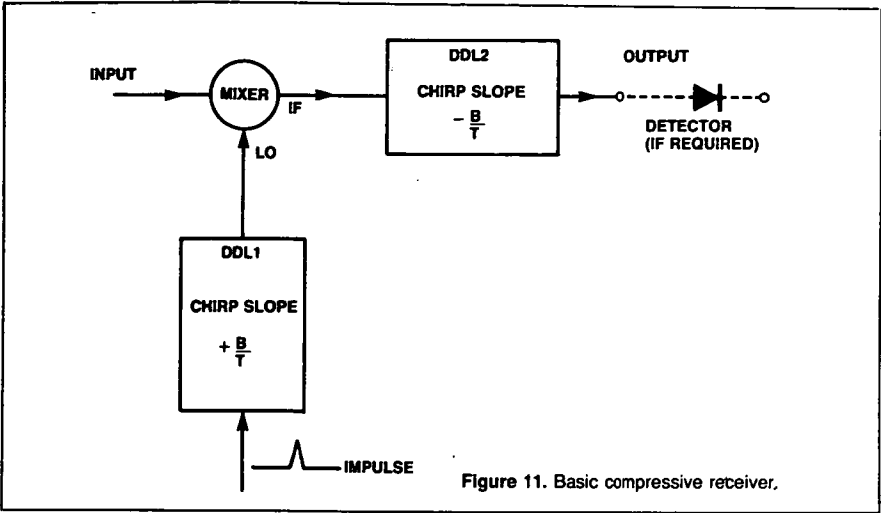 INPUT
MIXER
IF
LO
DDL2
CHIRP SLOPE
− B/T
OUTPUT
DETECTOR
(IF REQUIRED)
DDL1
CHIRP SLOPE
+ B/T
IMPULSE
Figure 11. Basic compressive receiver.